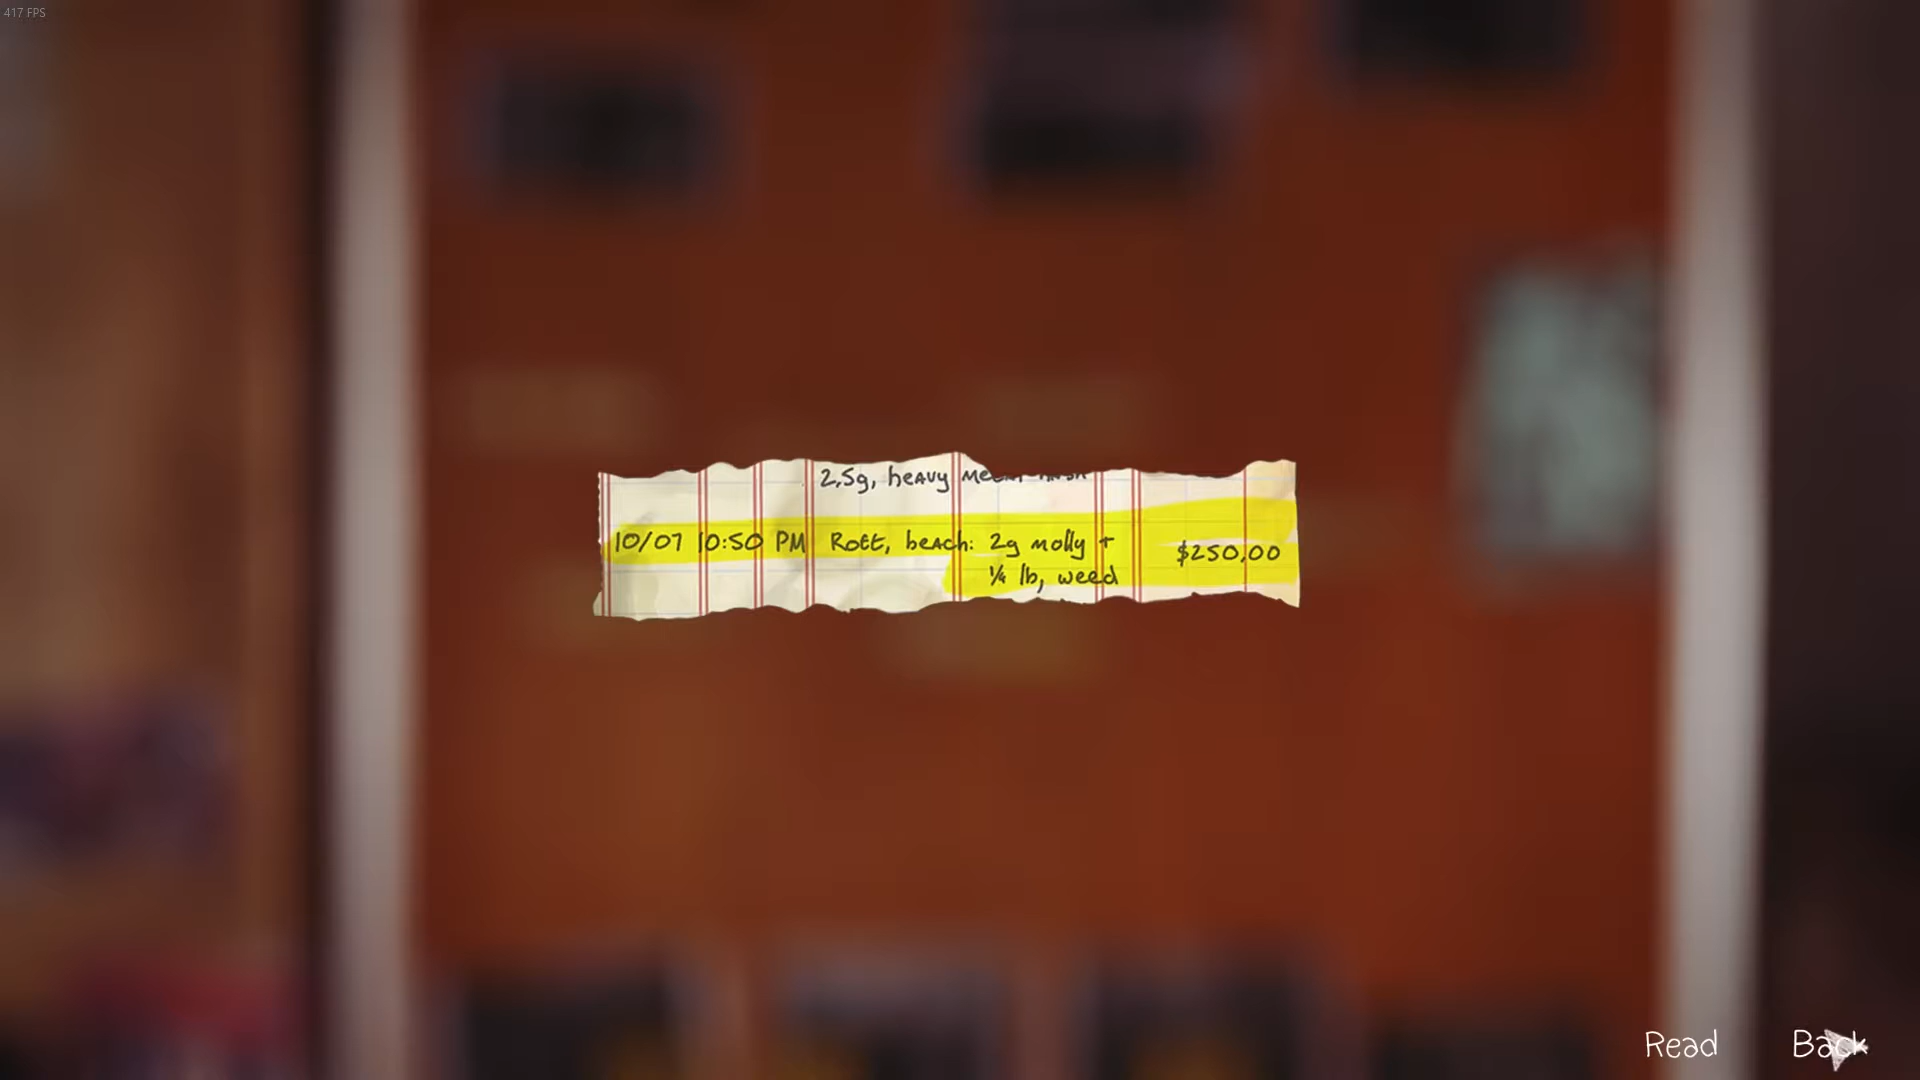 417 FPS
2,5g, heavy
10/07 10:50 PM Rott, beach: 2g molly + $250,00
1/4 lb, weed
Read Back